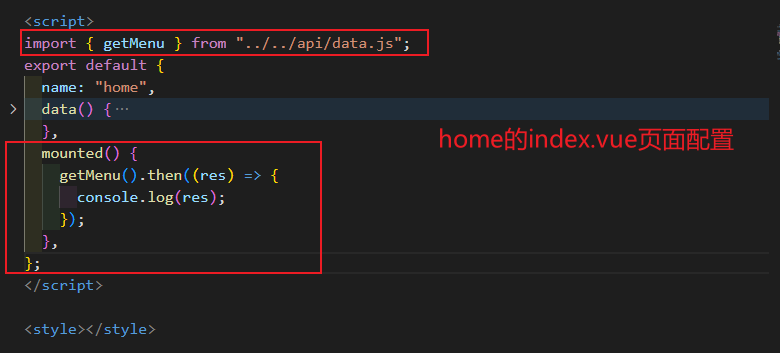 <script>
import { getMenu } from "../../api/data.js";
export default {
name: "home",
data() {…
},
mounted() {
getMenu().then((res) => {
console.log(res);
});
},
};
</script>
<style></style>
home的index.vue页面配置